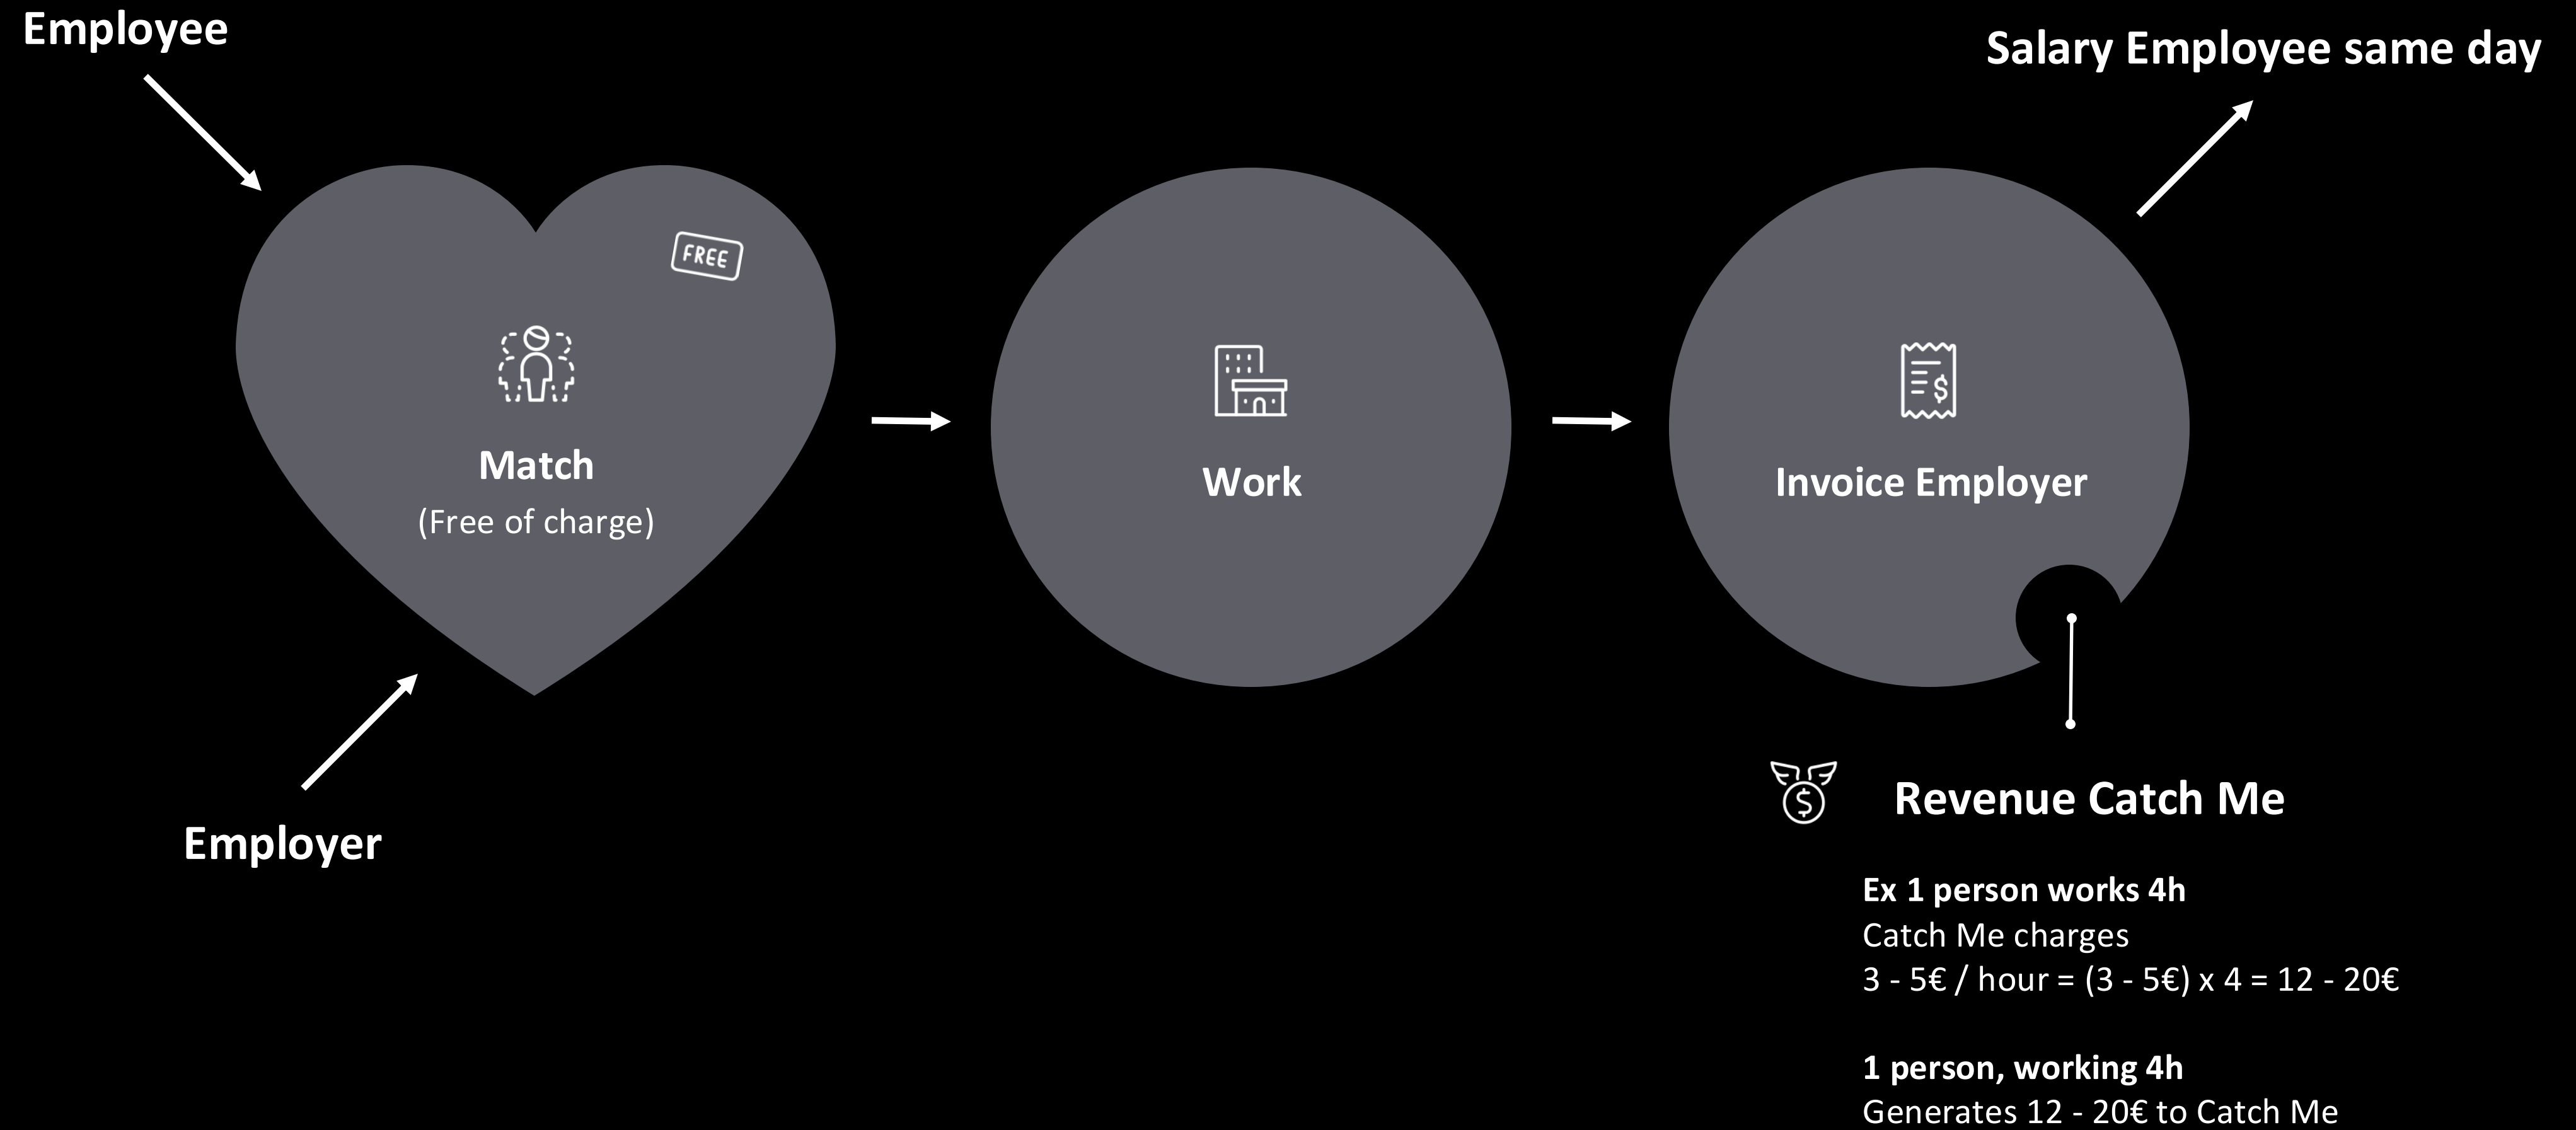 Employee
Salary Employee same day
FREE
Match
(Free of charge)
Work
$
Invoice Employer
Employer
$
Revenue Catch Me
Ex 1 person works 4h
Catch Me charges
3 - 5€ / hour = (3 - 5€) x 4 = 12 - 20€
1 person, working 4h
Generates 12 - 20€ to Catch Me